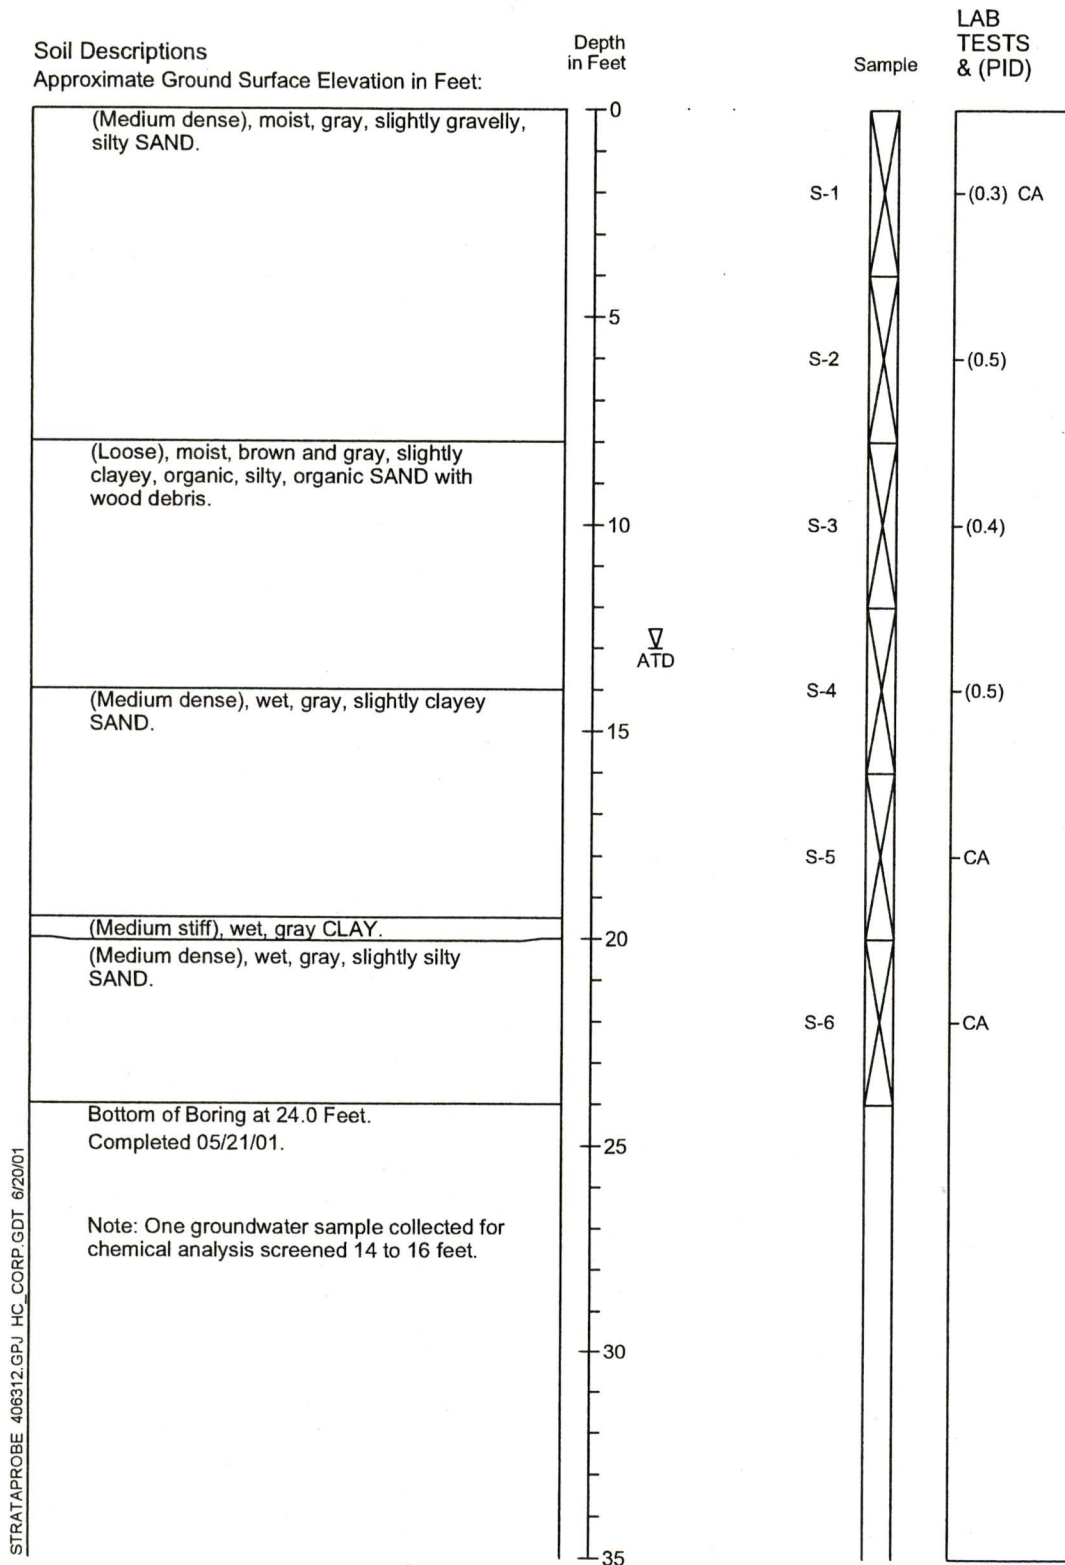 Soil Descriptions
Approximate Ground Surface Elevation in Feet:
Depth
in Feet
Sample
LAB
TESTS
& (PID)
(Medium dense), moist, gray, slightly gravelly,
silty SAND.
(Loose), moist, brown and gray, slightly
clayey, organic, silty, organic SAND with
wood debris.
(Medium dense), wet, gray, slightly clayey
SAND.
(Medium stiff), wet, gray CLAY.
(Medium dense), wet, gray, slightly silty
SAND.
Bottom of Boring at 24.0 Feet.
Completed 05/21/01.
Note: One groundwater sample collected for
chemical analysis screened 14 to 16 feet.
0
5
10
15
20
25
30
35
ATD
S-1
S-2
S-3
S-4
S-5
S-6
(0.3) CA
(0.5)
(0.4)
(0.5)
CA
CA
STRATAPROBE 406312.GPJ HC_CORP.GDT 6/20/01